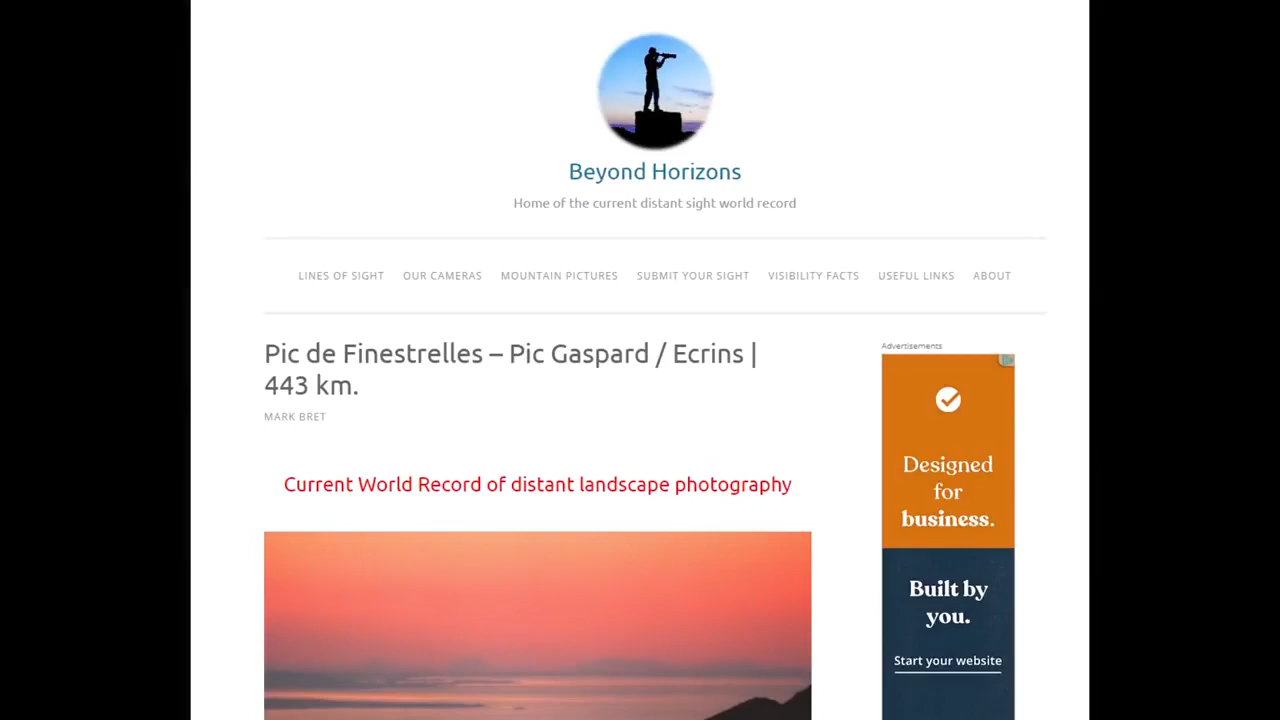 Beyond Horizons
Home of the current distant sight world record
LINES OF SIGHT OUR CAMERAS MOUNTAIN PICTURES SUBMIT YOUR SIGHT VISIBILITY FACTS USEFUL LINKS ABOUT
Pic de Finestrelles – Pic Gaspard / Ecrins |
443 km.
MARK BRET
Current World Record of distant landscape photography
Advertisements
Designed
for
business.
Built by
you.
Start your website